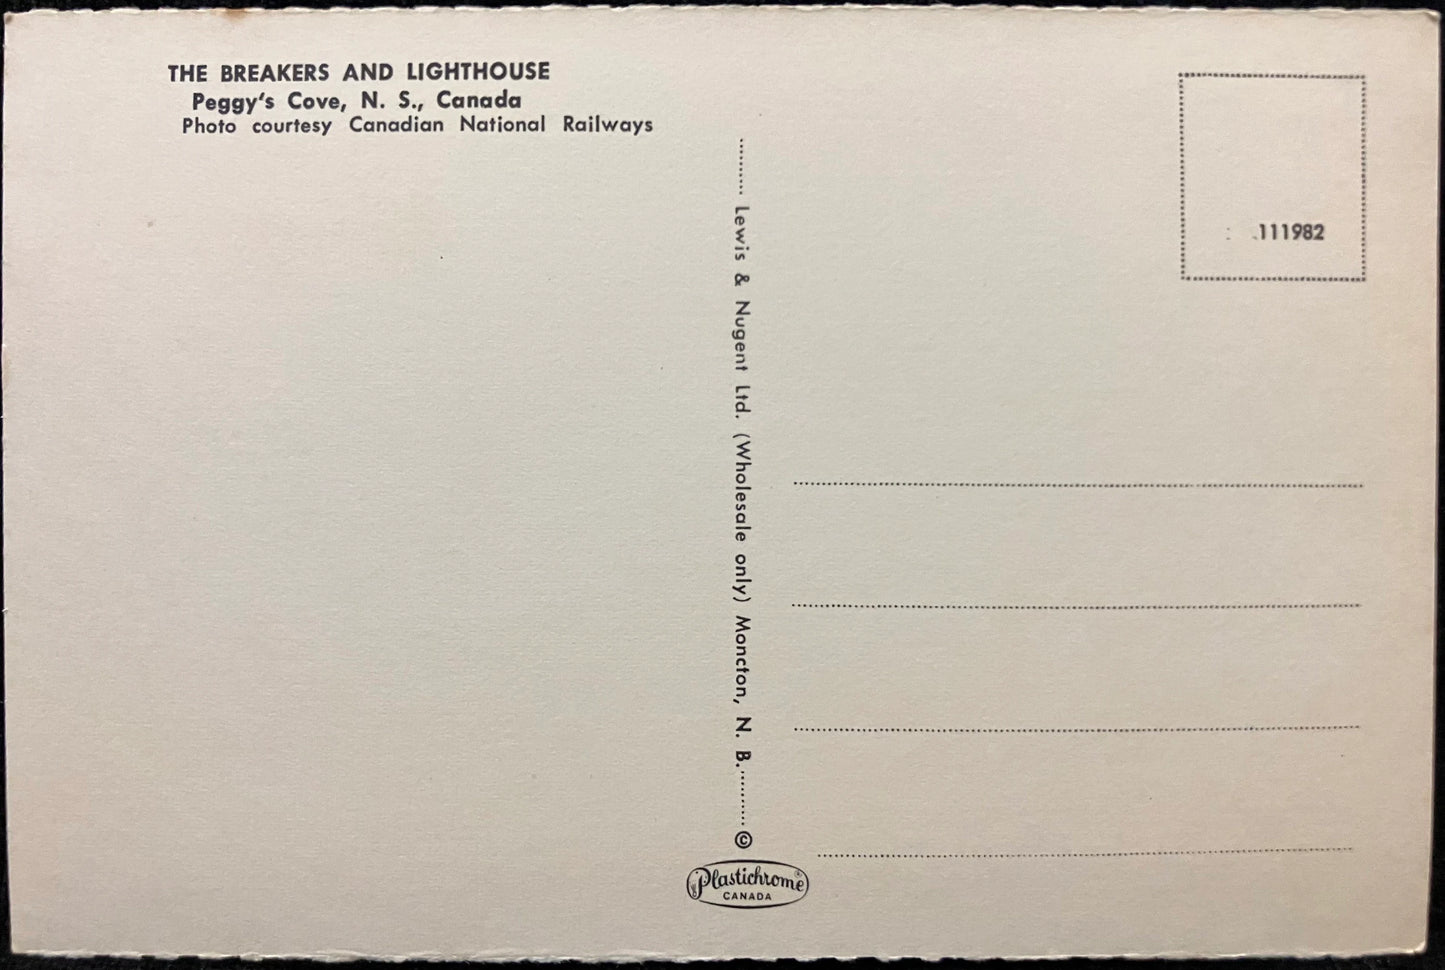 THE BREAKERS AND LIGHTHOUSE
Peggy's Cove, N. S., Canada
Photo courtesy Canadian National Railways
Lewis & Nugent Ltd. (Wholesale only) Moncton, N. B. ©
111982
Plastichrome®
CANADA